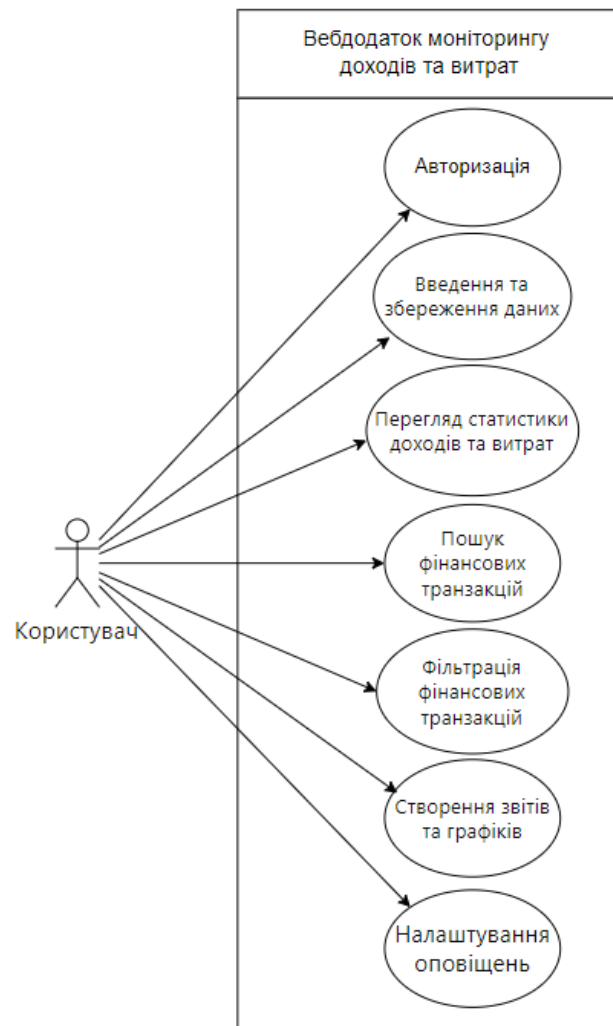 Вебдодаток моніторингу
доходів та витрат
Авторизація
Введення та
збереження даних
Перегляд статистики
доходів та витрат
Пошук
фінансових
транзакцій
Користувач
Фільтрація
фінансових
транзакцій
Створення звітів
та графіків
Налаштування
оповіщень